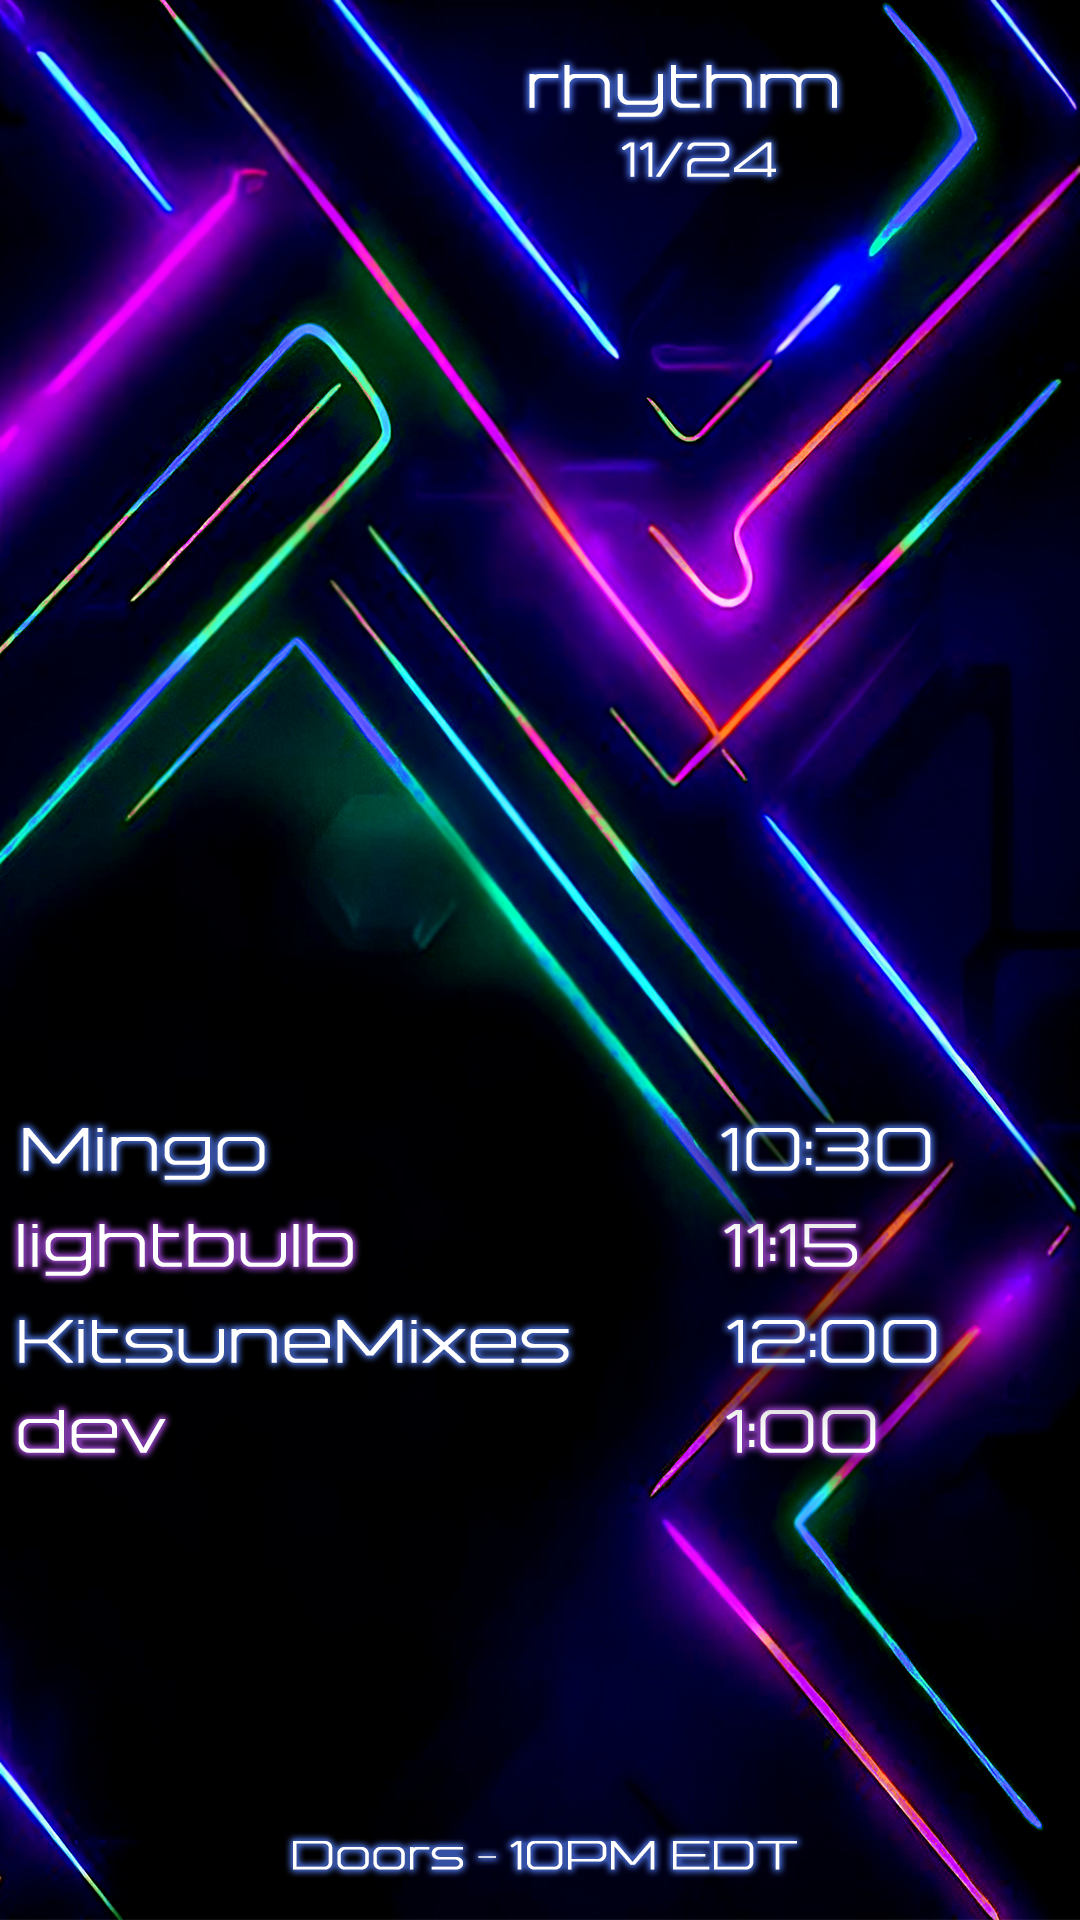 rhythm
11/24
Mingo 10:30
lightbulb 11:15
KitsuneMixes 12:00
dev 1:00
Doors - 10PM EDT